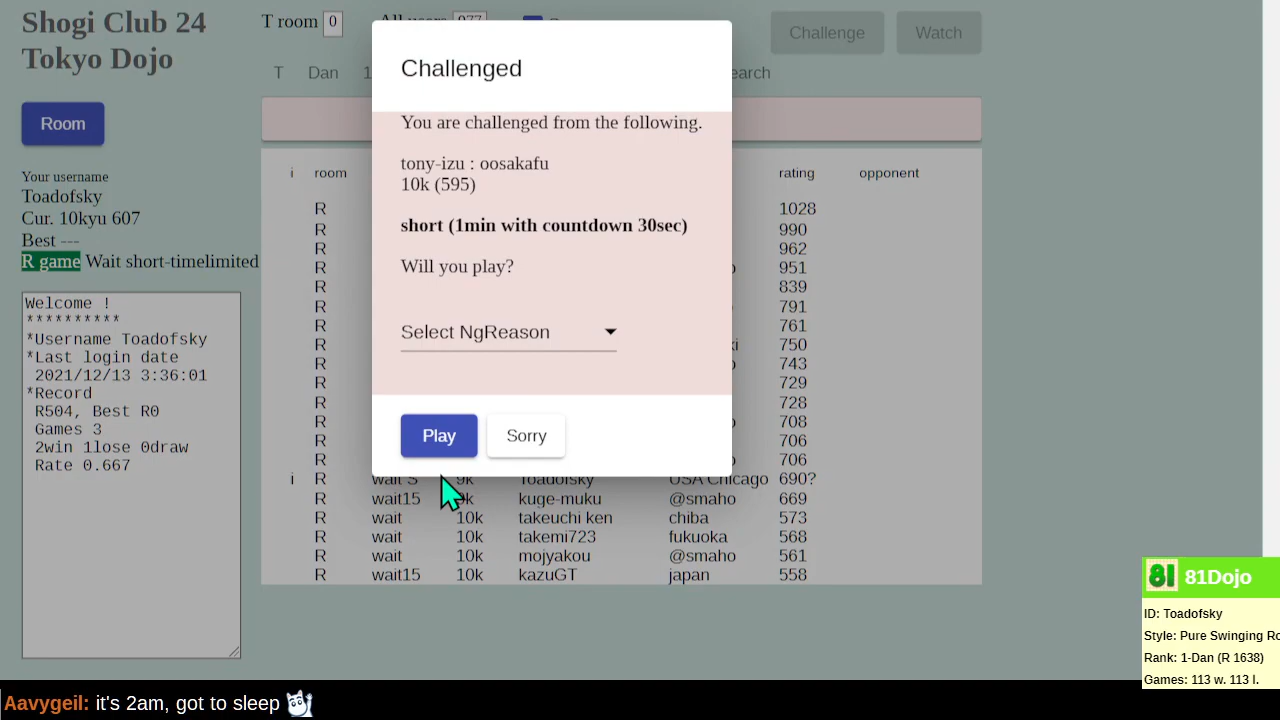 Shogi Club 24
Tokyo Dojo
T room 0
Challenge
Watch
T Dan
Room
Challenged
You are challenged from the following.
tony-izu : oosakafu
10k (595)
short (1min with countdown 30sec)
Will you play?
Select NgReason
Play
Sorry
Your username
Toadofsky
Cur. 10kyu 607
Best ---
R game Wait short-timelimited
Welcome !
**********
*Username Toadofsky
*Last login date
2021/12/13 3:36:01
*Record
R504, Best R0
Games 3
2win 1lose 0draw
Rate 0.667
i room rating opponent
R 1028
R 990
R 962
R 951
R 839
R 791
R 761
R 750
R 743
R 729
R 728
R 708
R 706
R 706
i R wait S 9k Toadofsky USA Chicago 690?
R wait15 kuge-muku @smaho 669
R wait 10k takeuchi ken chiba 573
R wait 10k takemi723 fukuoka 568
R wait 10k mojyakou @smaho 561
R wait15 10k kazuGT japan 558
81 81Dojo
ID: Toadofsky
Style: Pure Swinging Ro
Rank: 1-Dan (R 1638)
Games: 113 w. 113 l.
Aavygeil: it's 2am, got to sleep